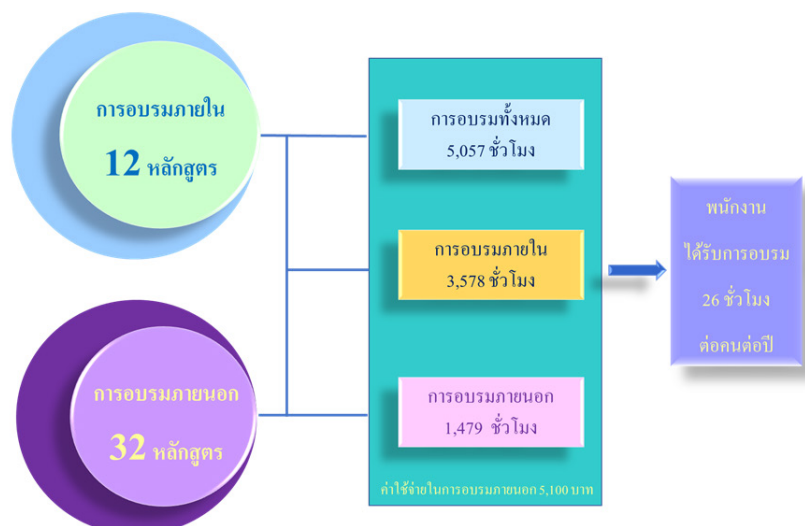 การอบรมภายใน
12 หลักสูตร
การอบรมภายนอก
32 หลักสูตร
การอบรมทั้งหมด
5,057 ชั่วโมง
การอบรมภายใน
3,578 ชั่วโมง
การอบรมภายนอก
1,479 ชั่วโมง
ค่าใช้จ่ายในการอบรมภายนอก 5,100 บาท
พนักงาน
ได้รับการอบรม
26 ชั่วโมง
ต่อคนต่อปี